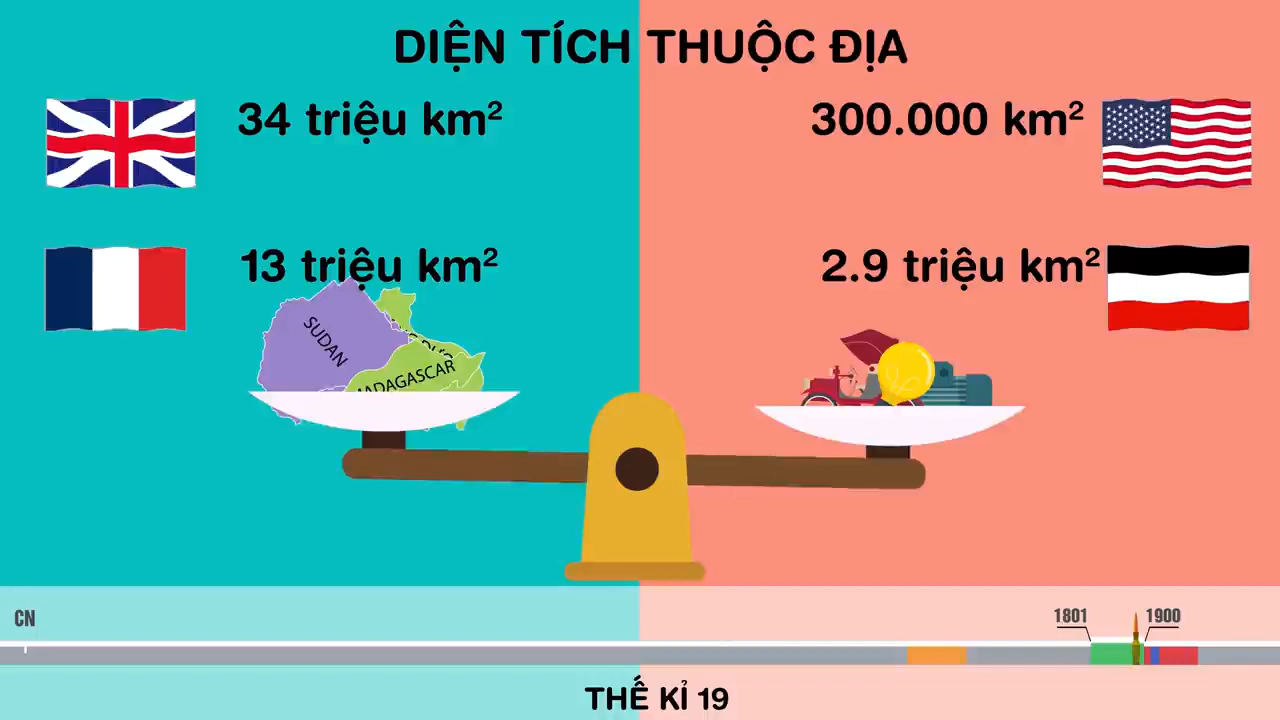 DIỆN TÍCH THUỘC ĐỊA
34 triệu km²
300.000 km²
13 triệu km²
2.9 triệu km²
SUDAN
MADAGASCAR
CN
1801
1900
THẾ KỈ 19